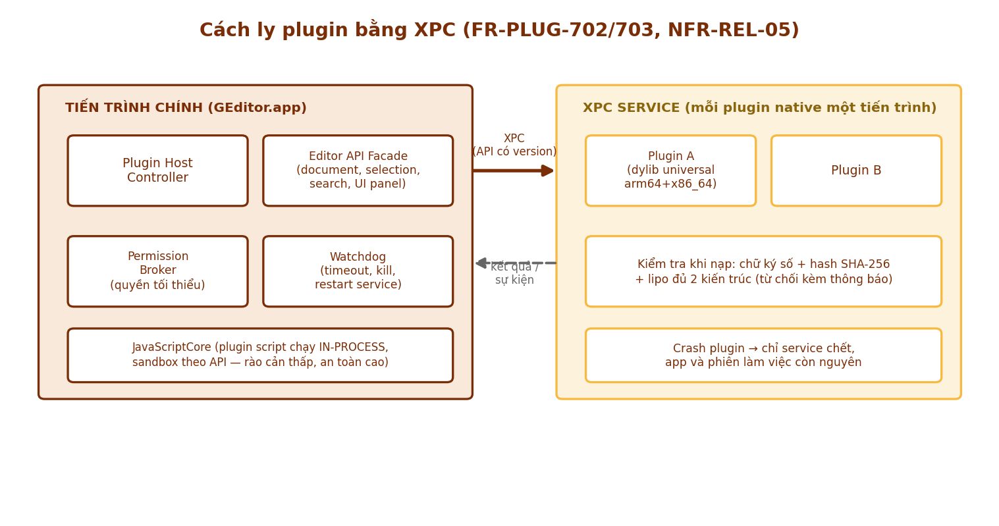 Cách ly plugin bằng XPC (FR-PLUG-702/703, NFR-REL-05)
TIẾN TRÌNH CHÍNH (GEditor.app)
Plugin Host
Controller
Editor API Facade
(document, selection,
search, UI panel)
Permission
Broker
(quyền tối thiểu)
Watchdog
(timeout, kill,
restart service)
JavaScriptCore (plugin script chạy IN-PROCESS,
sandbox theo API — rào cản thấp, an toàn cao)
XPC
(API có version)
kết quả /
sự kiện
XPC SERVICE (mỗi plugin native một tiến trình)
Plugin A
(dylib universal
arm64+x86_64)
Plugin B
Kiểm tra khi nạp: chữ ký số + hash SHA-256
+ lipo đủ 2 kiến trúc (từ chối kèm thông báo)
Crash plugin → chỉ service chết,
app và phiên làm việc còn nguyên